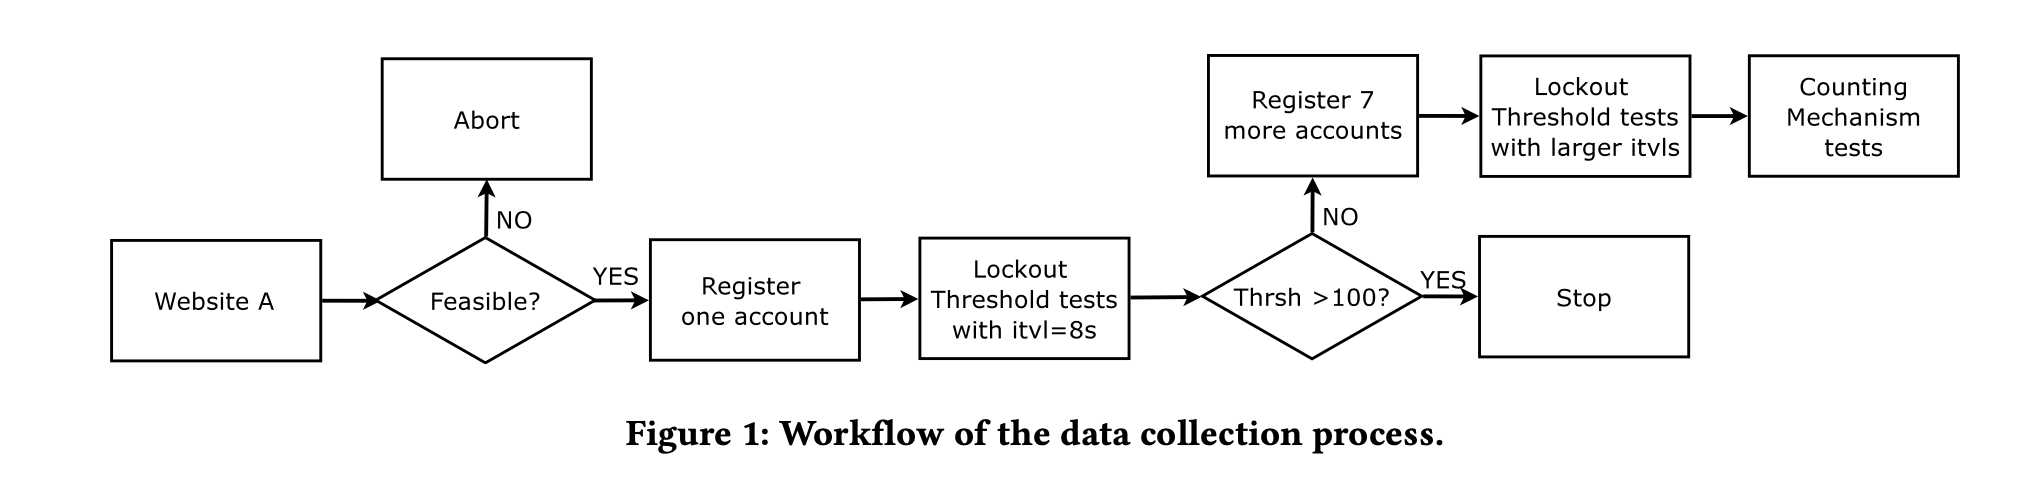 Website A
Feasible?
NO
Abort
YES
Register
one account
Lockout
Threshold tests
with itvl=8s
Thrsh >100?
NO
Register 7
more accounts
Lockout
Threshold tests
with larger itvls
Counting
Mechanism
tests
YES
Stop
Figure 1: Workflow of the data collection process.